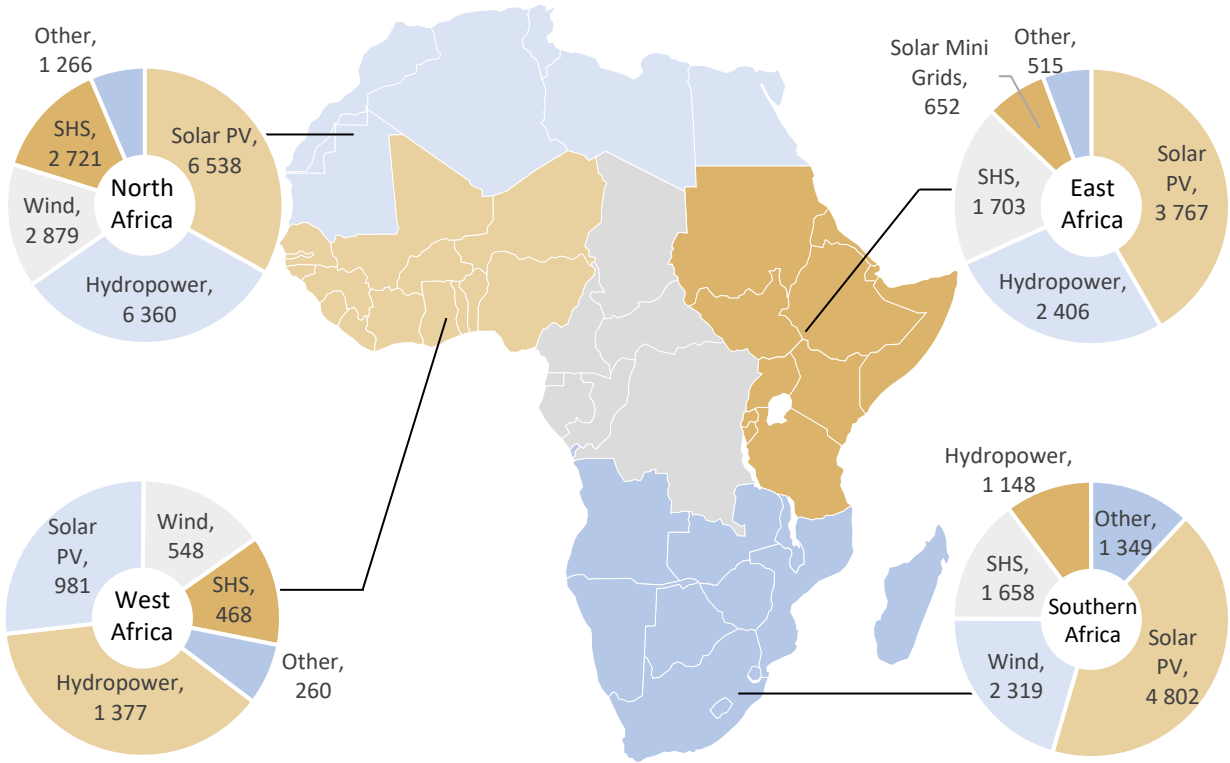 Other,
1 266
Solar PV,
6 538
SHS,
2 721
Wind,
2 879
Hydropower,
6 360
North
Africa
Solar Mini
Grids,
652
Other,
515
Solar
PV,
3 767
SHS,
1 703
Hydropower,
2 406
East
Africa
Solar
PV,
981
Wind,
548
SHS,
468
Other,
260
Hydropower,
1 377
West
Africa
Hydropower,
1 148
Other,
1 349
SHS,
1 658
Wind,
2 319
Solar
PV,
4 802
Southern
Africa